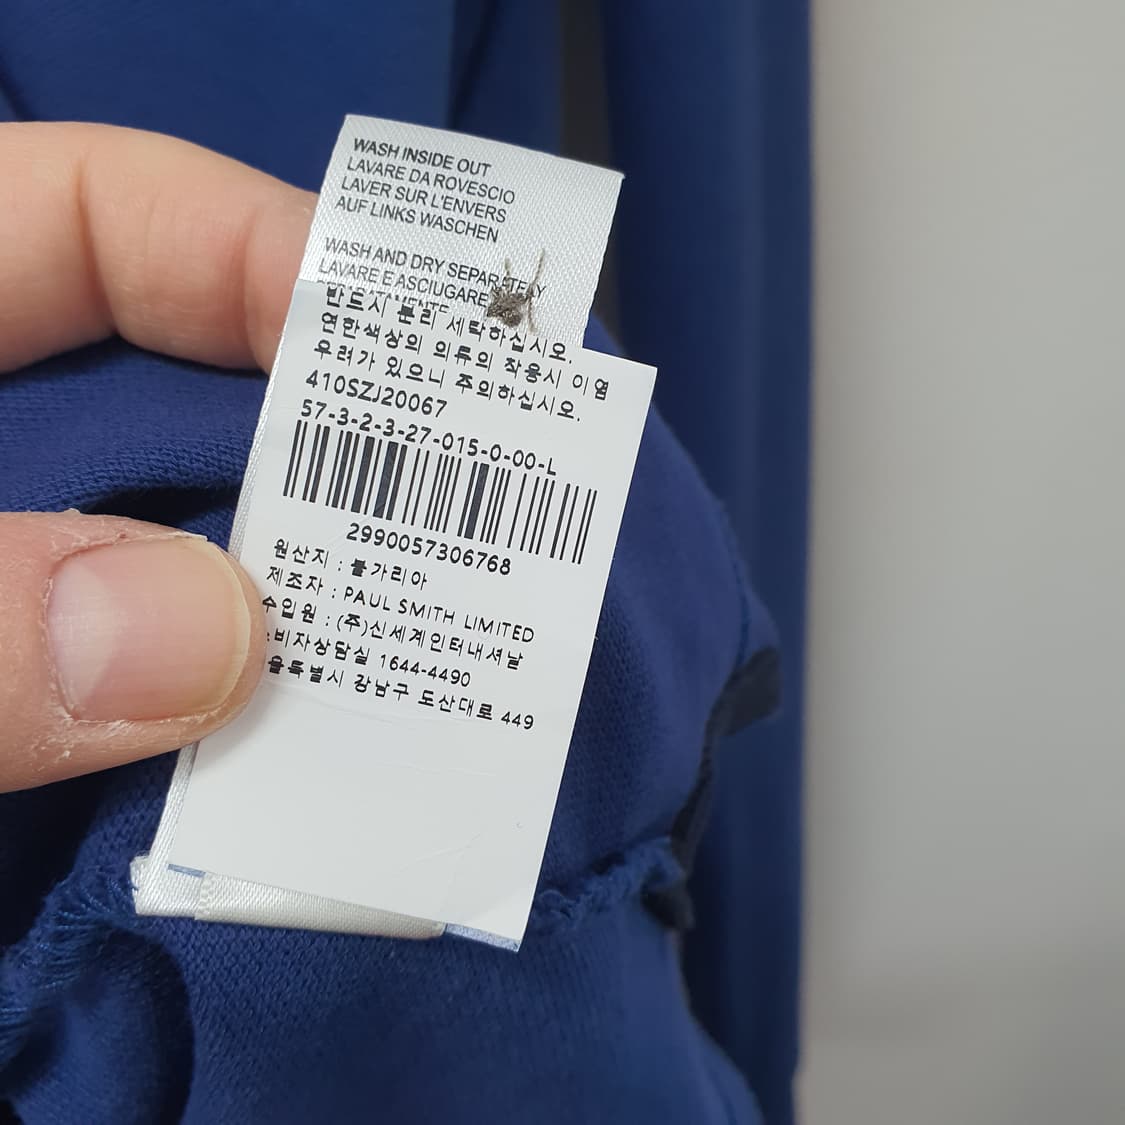 WASH INSIDE OUT
LAVARE DA ROVESCIO
LAVER SUR L'ENVERS
AUF LINKS WASCHEN
WASH AND DRY SEPARATELY
LAVARE E ASCIUGARE
반드시 분리 세탁하십시오.
연한색상의 의류의 착용시 이염
우려가 있으니 주의하십시오.
410SZJ20067
57-3-2-3-27-015-0-00-L
2990057306768
원산지 : 불가리아
제조자 : PAUL SMITH LIMITED
수입원 : (주)신세계인터내셔날
비자상담실 1644-4490
울특별시 강남구 도산대로 449